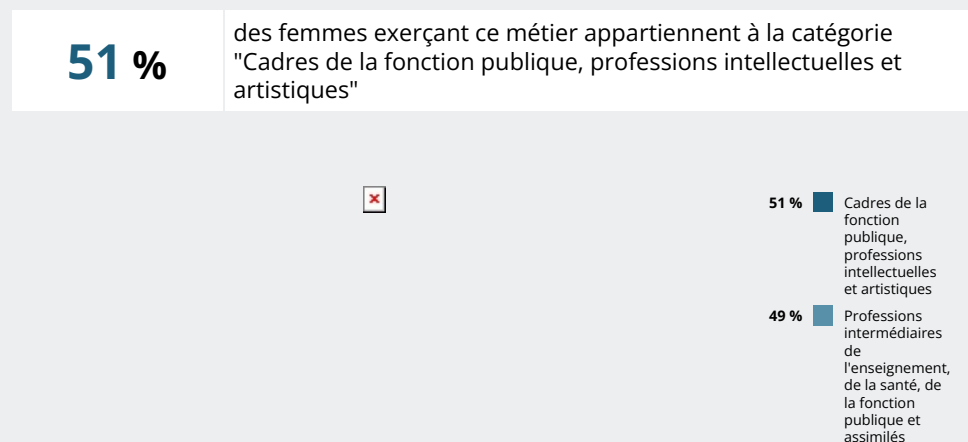 51 %
des femmes exerçant ce métier appartiennent à la catégorie
"Cadres de la fonction publique, professions intellectuelles et
artistiques"
51 %
Cadres de la
fonction
publique,
professions
intellectuelles
et artistiques
49 %
Professions
intermédiaires
de
l'enseignement,
de la santé, de
la fonction
publique et
assimilés